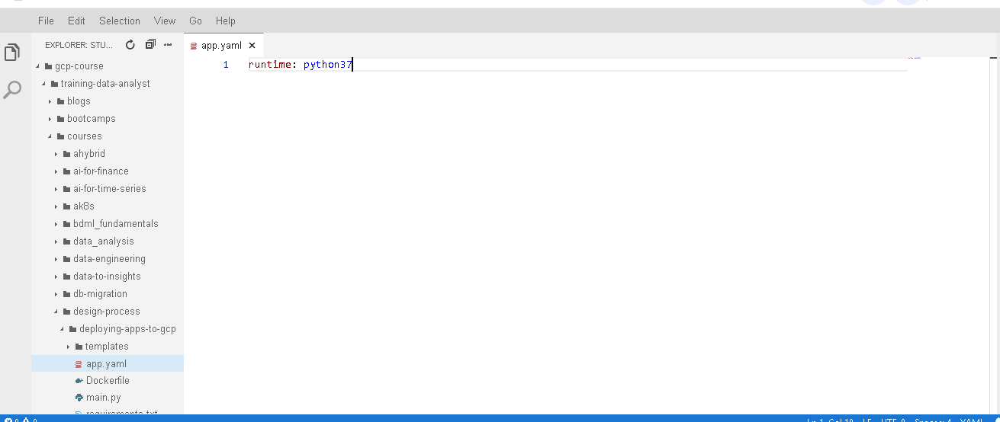 File Edit Selection View Go Help
EXPLORER: STU...
app.yaml
1 runtime: python37
gcp-course
training-data-analyst
blogs
bootcamps
courses
ahybrid
ai-for-finance
ai-for-time-series
ak8s
bdml_fundamentals
data_analysis
data-engineering
data-to-insights
db-migration
design-process
deploying-apps-to-gcp
templates
app.yaml
Dockerfile
main.py
requirements.txt
0 0 Ln 1, Col 18 LF UTF-8 Spaces: 4 YAML